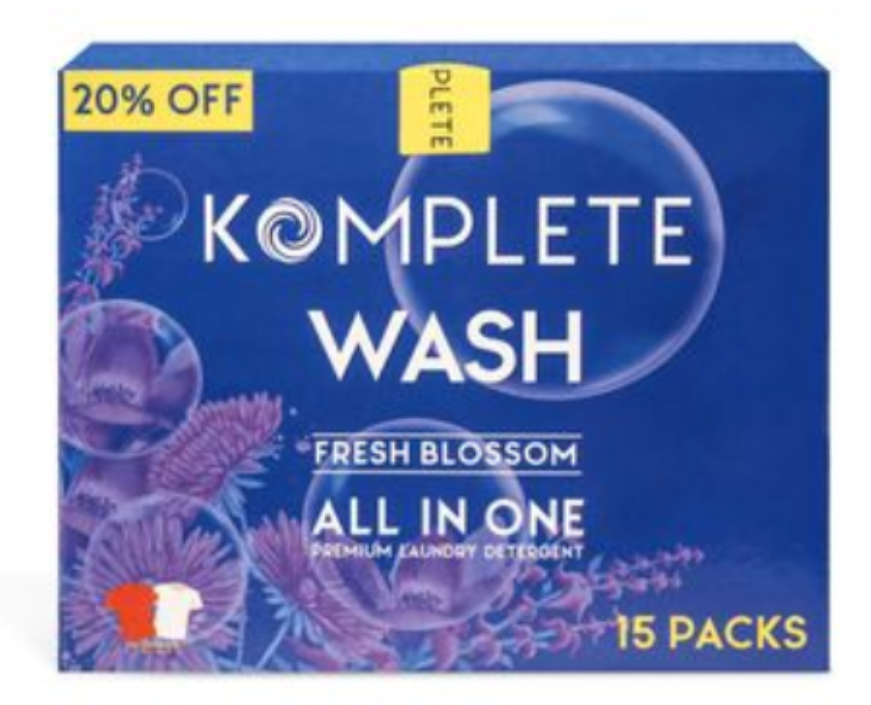 20% OFF
PLETE
KOMPLETE
WASH
FRESH BLOSSOM
ALL IN ONE
PREMIUM LAUNDRY DETERGENT
15 PACKS